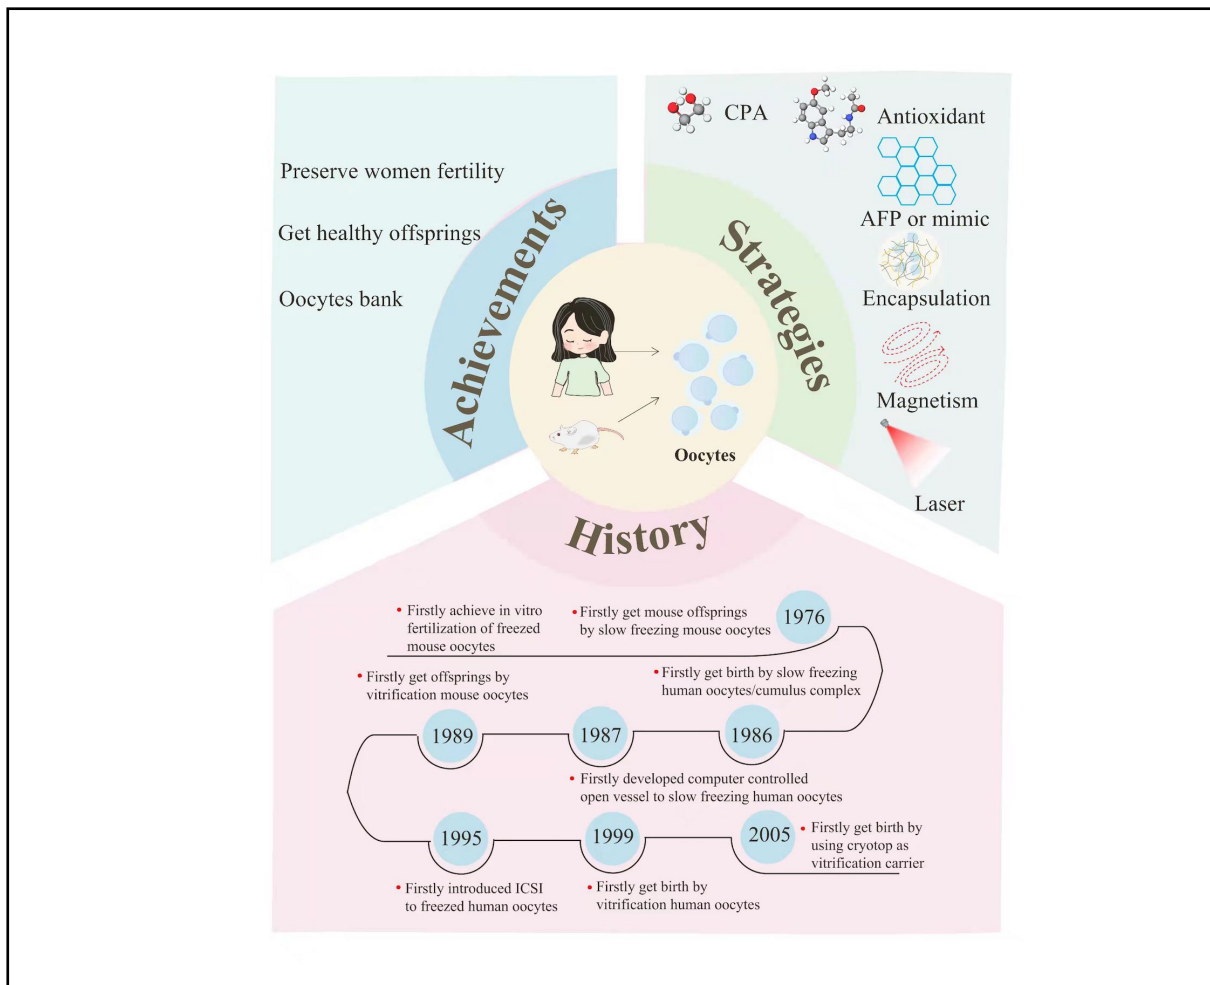 Achievements
Preserve women fertility
Get healthy offsprings
Oocytes bank
Strategies
CPA
Antioxidant
AFP or mimic
Encapsulation
Magnetism
Laser
Oocytes
History
• Firstly achieve in vitro
fertilization of freezed
mouse oocytes
• Firstly get mouse offsprings
by slow freezing mouse oocytes
1976
• Firstly get offsprings by
vitrification mouse oocytes
• Firstly get birth by slow freezing
human oocytes/cumulus complex
1989
1987
1986
• Firstly developed computer controlled
open vessel to slow freezing human oocytes
1995
1999
2005
• Firstly get birth by
using cryotop as
vitrification carrier
• Firstly introduced ICSI
to freezed human oocytes
• Firstly get birth by
vitrification human oocytes